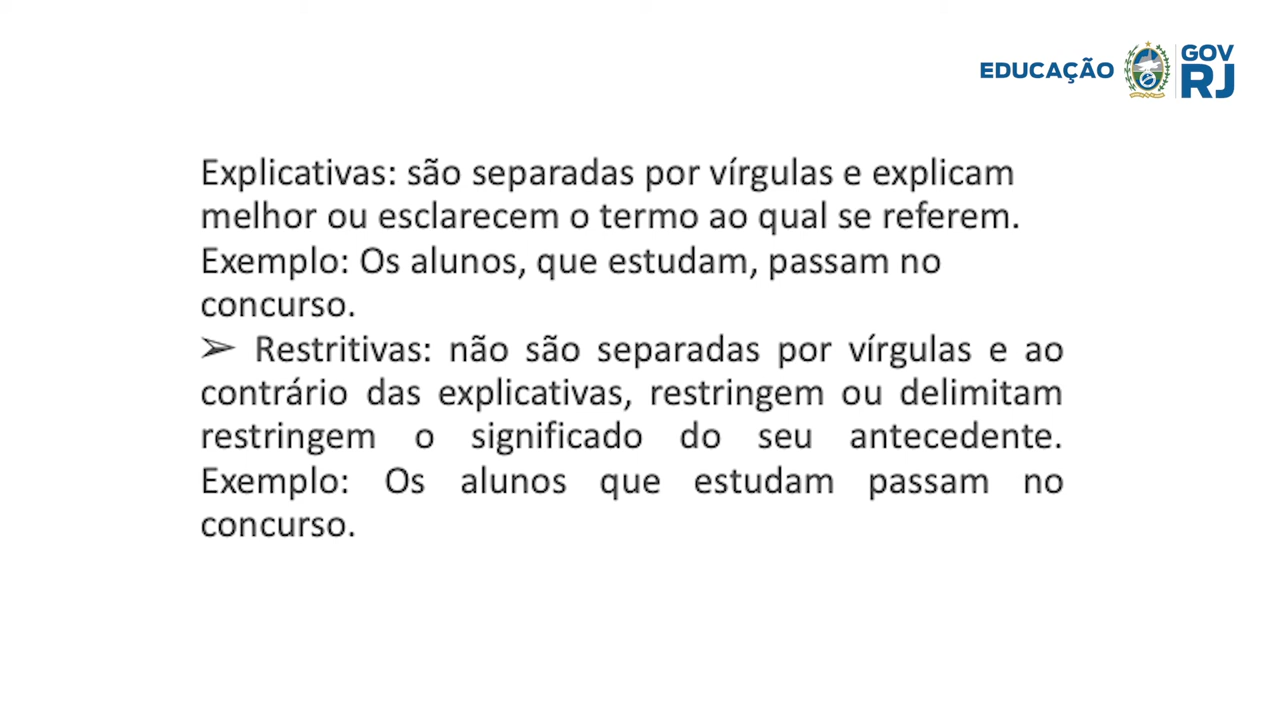 EDUCAÇÃO
GOV
RJ
Explicativas: são separadas por vírgulas e explicam
melhor ou esclarecem o termo ao qual se referem.
Exemplo: Os alunos, que estudam, passam no
concurso.
➢ Restritivas: não são separadas por vírgulas e ao
contrário das explicativas, restringem ou delimitam
restringem o significado do seu antecedente.
Exemplo: Os alunos que estudam passam no
concurso.